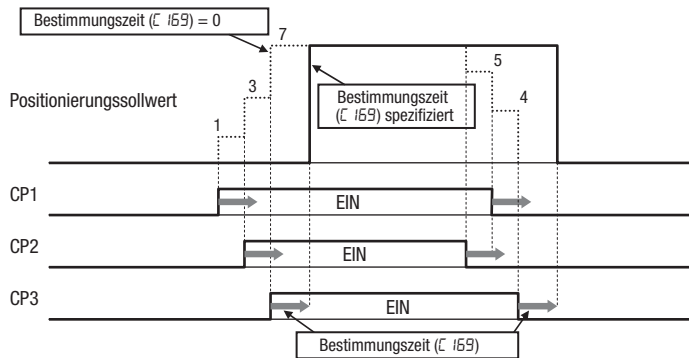 Bestimmungszeit (C 169) = 0
7
5
3
Positionierungssollwert
Bestimmungszeit
(C 169) spezifiziert
4
1
CP1
EIN
CP2
EIN
CP3
EIN
Bestimmungszeit (C 169)